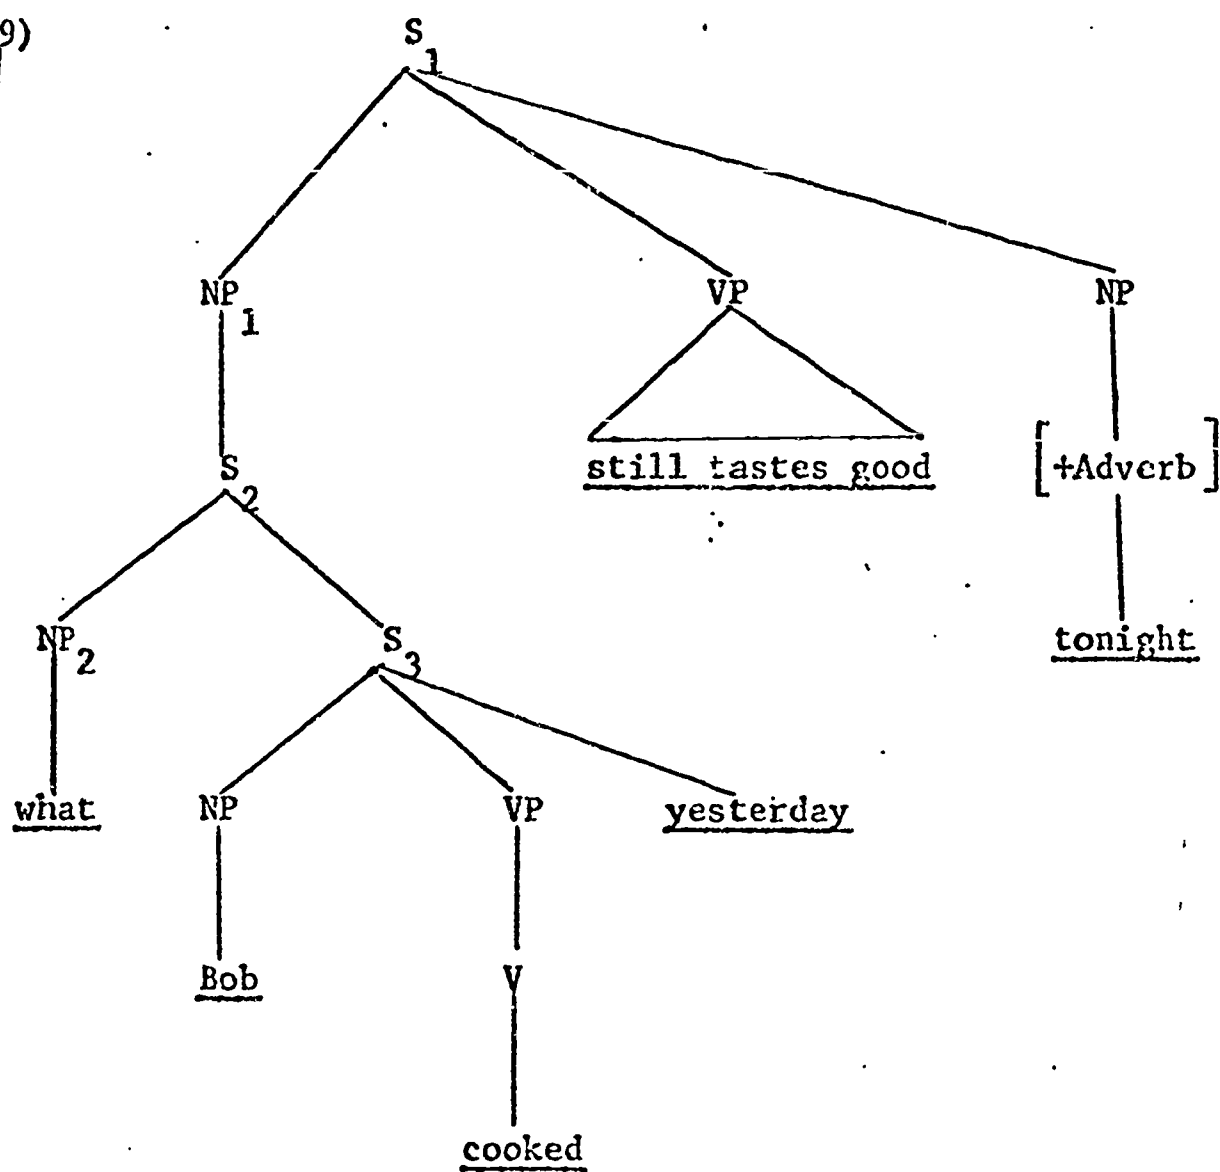 9)
S1
NP1 VP NP
S2 still tastes good [+Adverb]
NP2 S3 tonight
what NP VP yesterday
Bob V
cooked